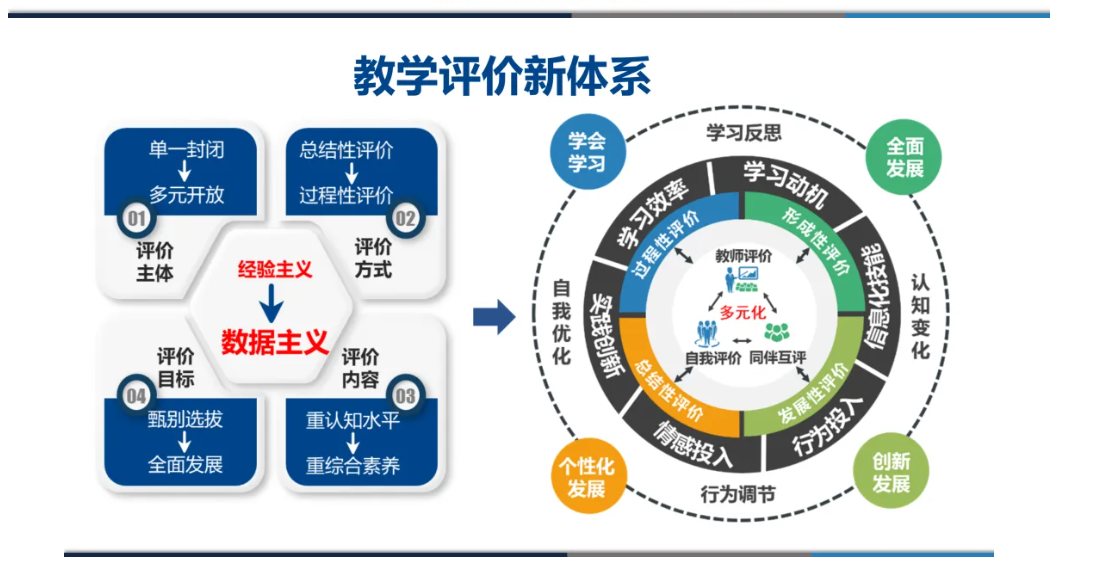 教学评价新体系
单一封闭
多元开放
01
评价
主体
总结性评价
过程性评价
02
评价
方式
经验主义
数据主义
评价
目标
04
甄别选拔
全面发展
评价
内容
03
重认知水平
重综合素养
学会
学习
学习反思
全面
发展
自我优化
认知变化
个性化
发展
行为调节
创新
发展
学习效率
学习动机
信息化技能
行为投入
情感投入
实践创新
过程性评价
形成性评价
发展性评价
总结性评价
教师评价
多元化
自我评价
同伴互评